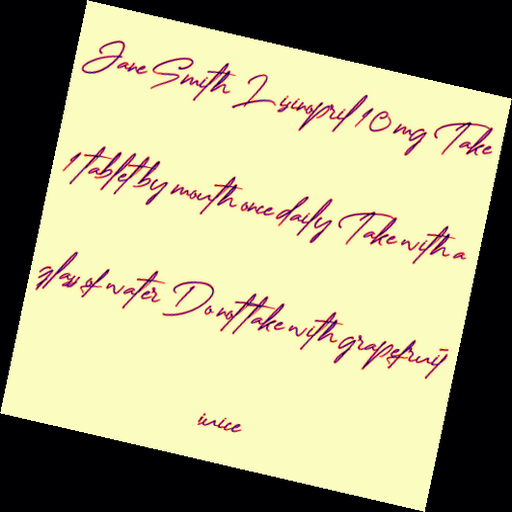 Jane Smith Lisinopril 10 mg Take
1 tablet by mouth once daily Take with a
glass of water Do not take with grapefruit
juice